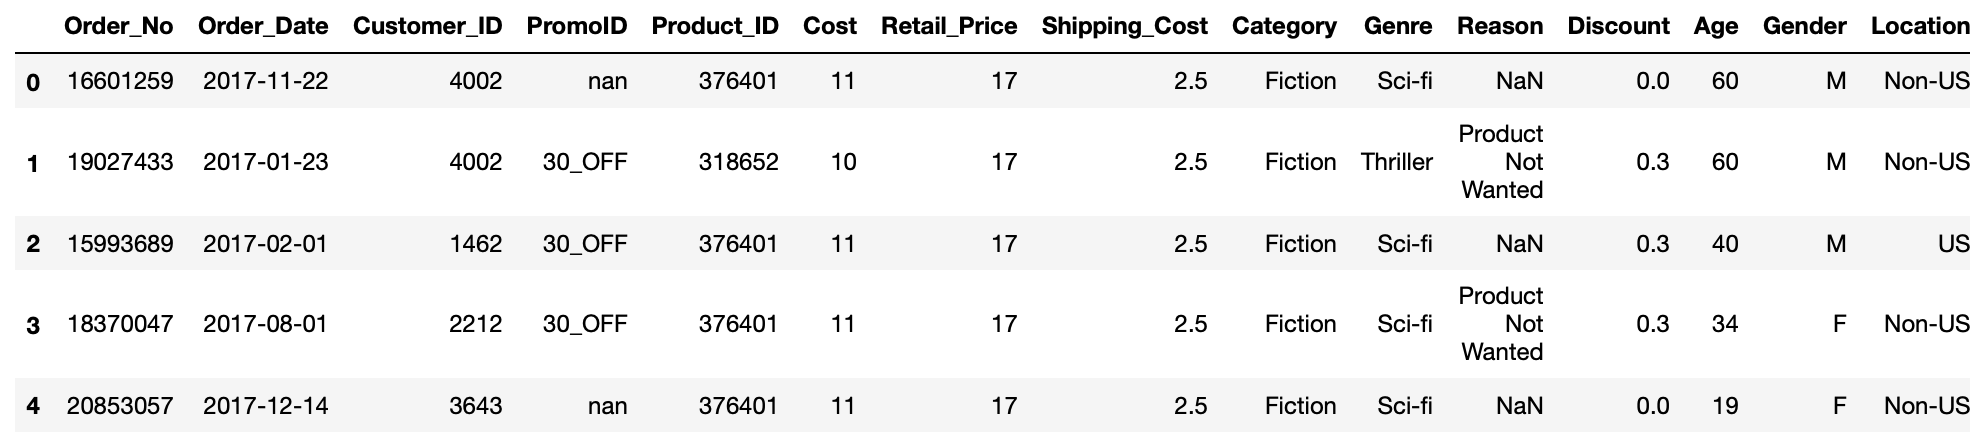 Order_No Order_Date Customer_ID PromoID Product_ID Cost Retail_Price Shipping_Cost Category Genre Reason Discount Age Gender Location
0 16601259 2017-11-22 4002 nan 376401 11 17 2.5 Fiction Sci-fi NaN 0.0 60 M Non-US
Product
1 19027433 2017-01-23 4002 30_OFF 318652 10 17 2.5 Fiction Thriller Not 0.3 60 M Non-US
Wanted
2 15993689 2017-02-01 1462 30_OFF 376401 11 17 2.5 Fiction Sci-fi NaN 0.3 40 M US
Product
3 18370047 2017-08-01 2212 30_OFF 376401 11 17 2.5 Fiction Sci-fi Not 0.3 34 F Non-US
Wanted
4 20853057 2017-12-14 3643 nan 376401 11 17 2.5 Fiction Sci-fi NaN 0.0 19 F Non-US